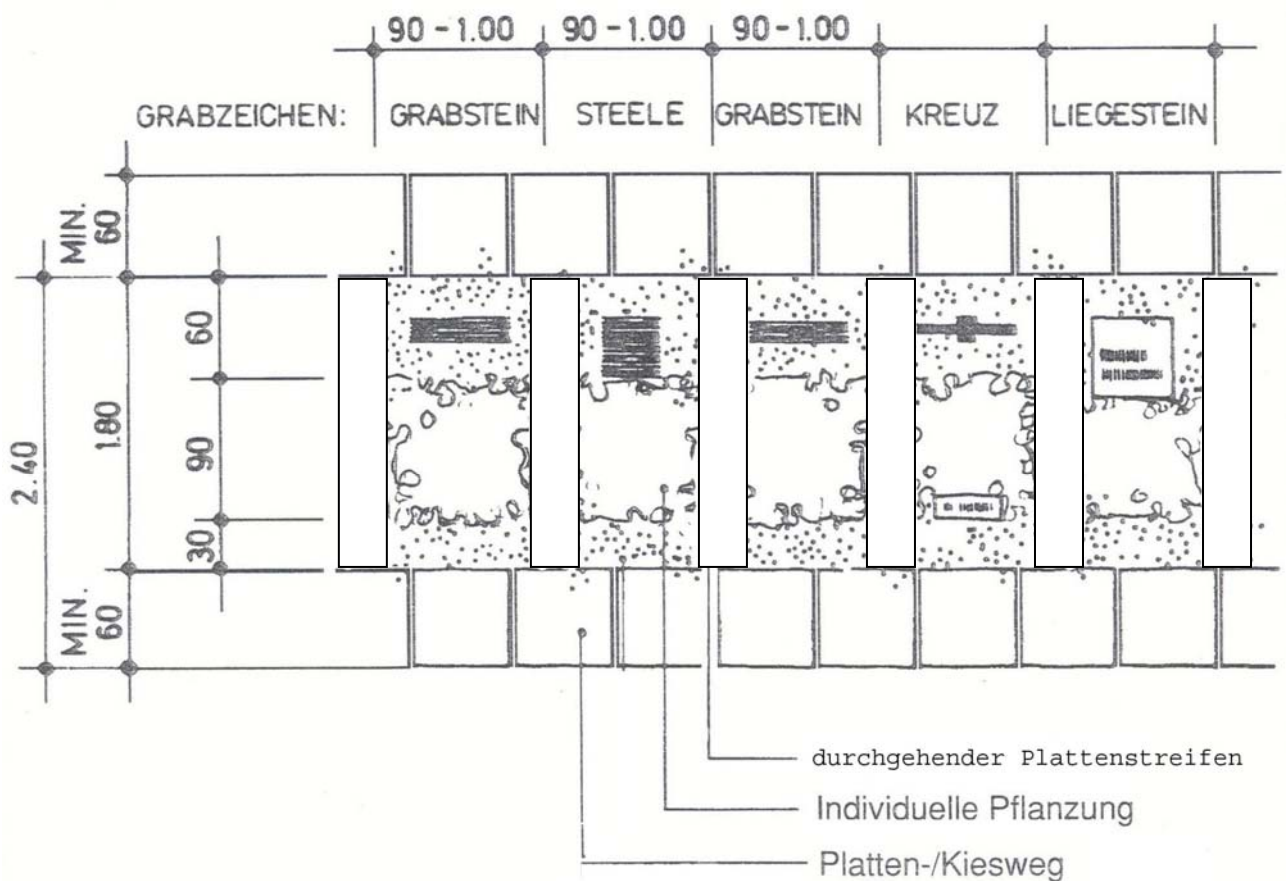 90 - 1.00 90 - 1.00 90 - 1.00
GRABZEICHEN: GRABSTEIN STEELE GRABSTEIN KREUZ LIEGESTEIN
MIN. 60
60
90
30
1.80
2.40
MIN. 60
durchgehender Plattenstreifen
Individuelle Pflanzung
Platten-/Kiesweg